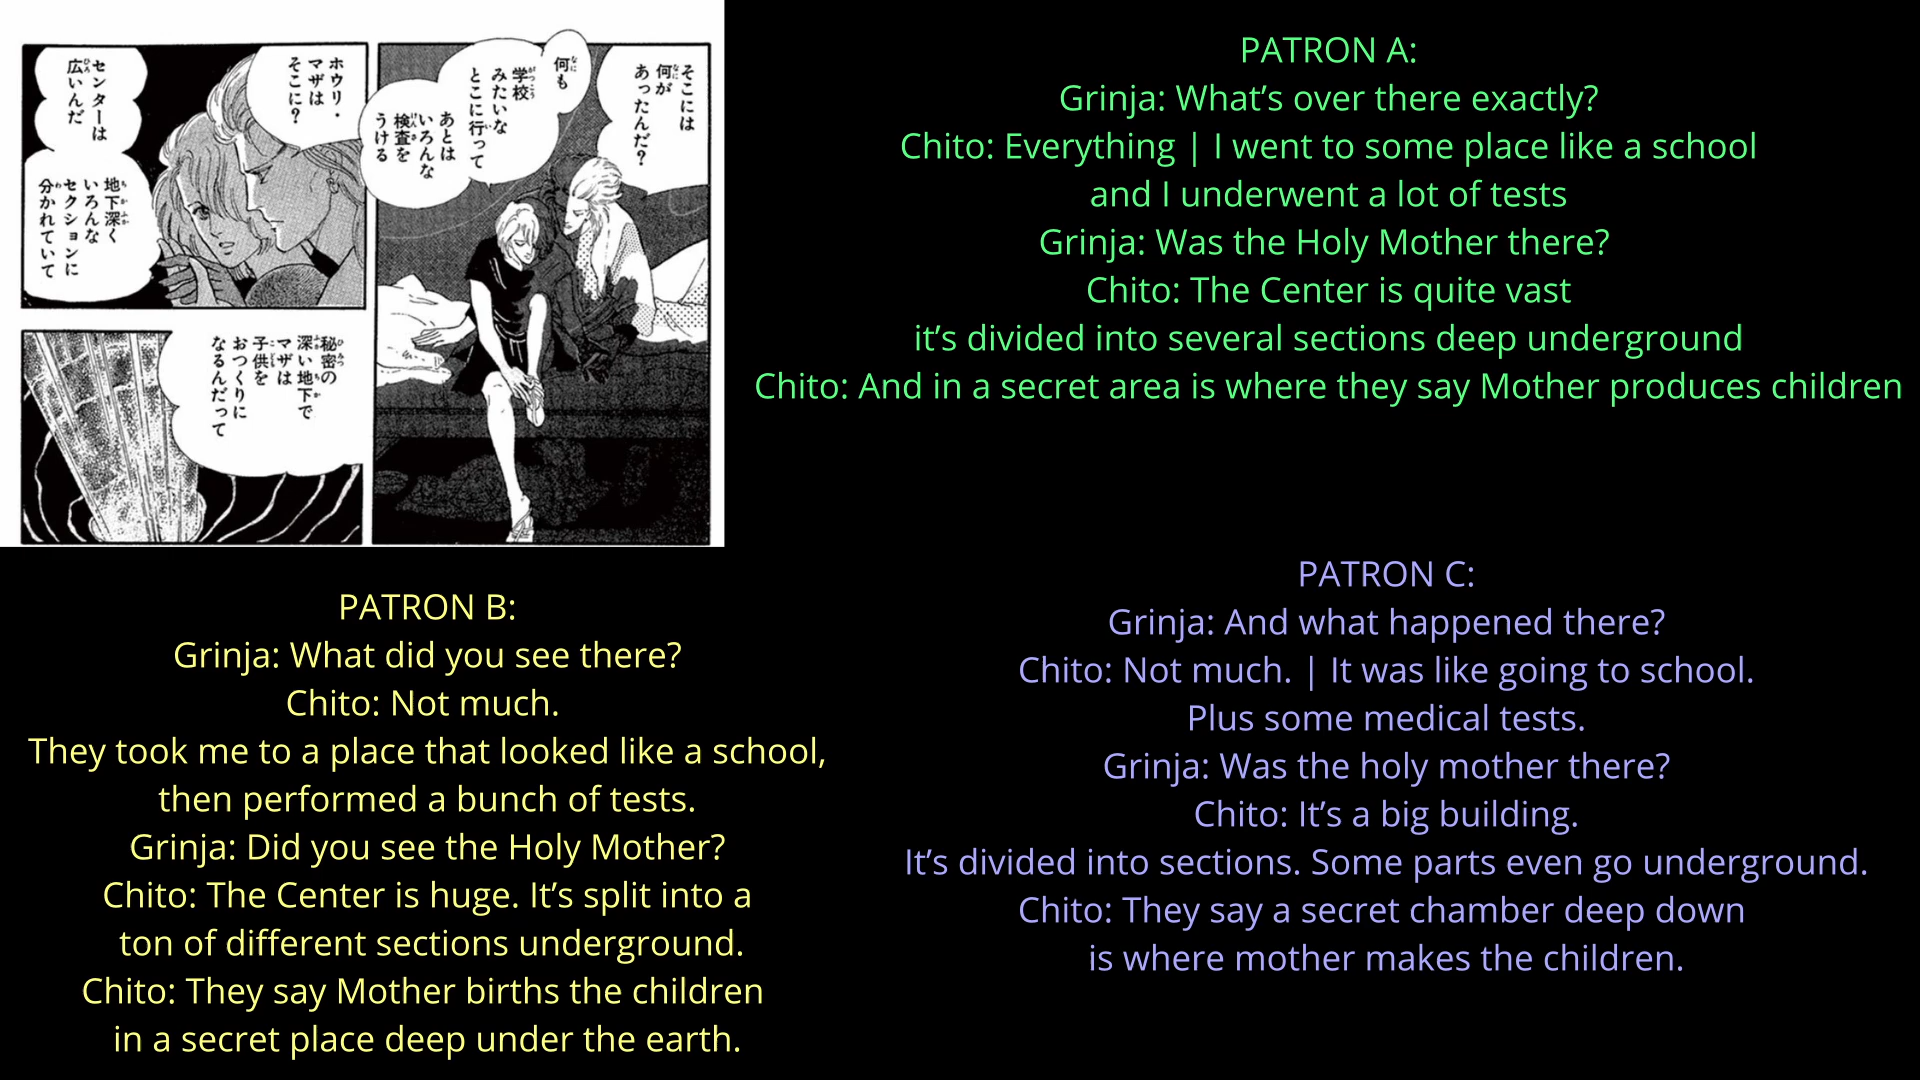 そこには
何が
あったんだ?
何も
学校
みたいな
とこに行って
あとは
いろんな
検査を
うける
ホウリ・
マザは
そこに?
センターは
広いんだ
地下深く
いろんな
セクションに
分かれていて
秘密の
深い地下で
マザは
子供を
おつくりに
なるんだって
PATRON A:
Grinja: What’s over there exactly?
Chito: Everything | I went to some place like a school
and I underwent a lot of tests
Grinja: Was the Holy Mother there?
Chito: The Center is quite vast
it’s divided into several sections deep underground
Chito: And in a secret area is where they say Mother produces children
PATRON B:
Grinja: What did you see there?
Chito: Not much.
They took me to a place that looked like a school,
then performed a bunch of tests.
Grinja: Did you see the Holy Mother?
Chito: The Center is huge. It’s split into a
ton of different sections underground.
Chito: They say Mother births the children
in a secret place deep under the earth.
PATRON C:
Grinja: And what happened there?
Chito: Not much. | It was like going to school.
Plus some medical tests.
Grinja: Was the holy mother there?
Chito: It’s a big building.
It’s divided into sections. Some parts even go underground.
Chito: They say a secret chamber deep down
is where mother makes the children.